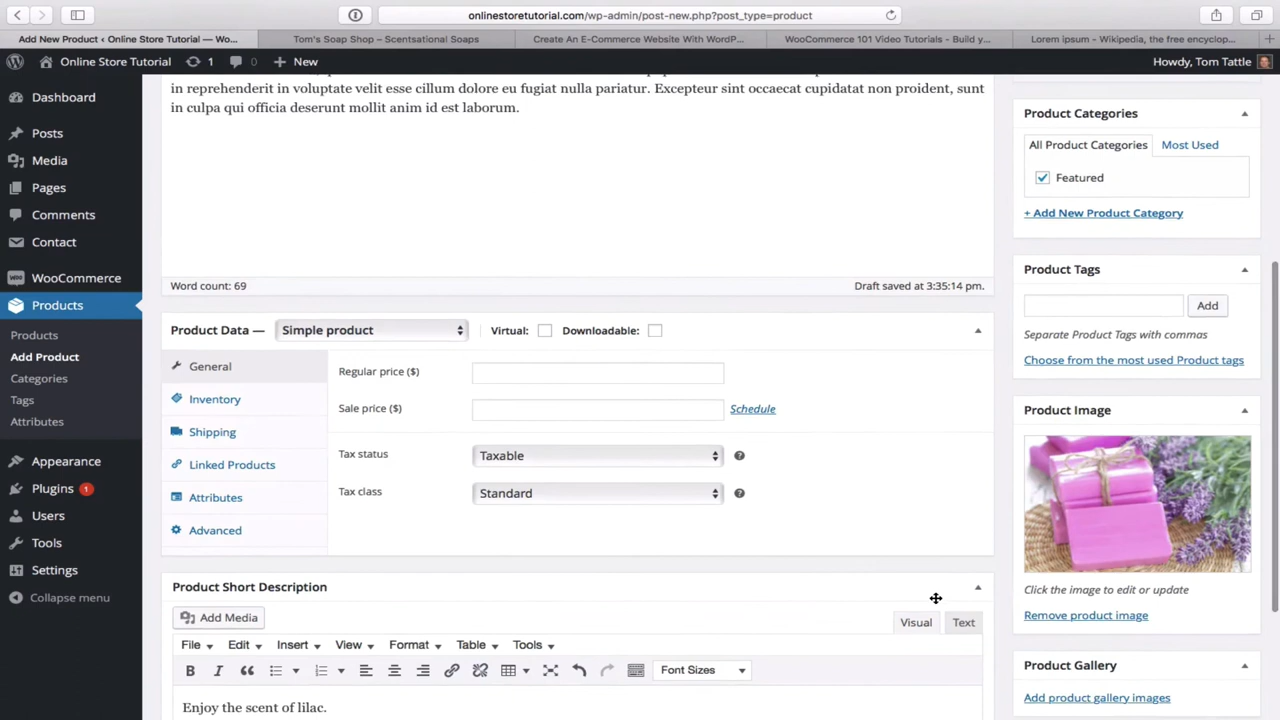 onlinestoretutorial.com/wp-admin/post-new.php?post_type=product
Add New Product ‹ Online Store Tutorial — Wo...
Tom's Soap Shop – Scentsational Soaps
Create An E-Commerce Website With WordP...
WooCommerce 101 Video Tutorials - Build y...
Lorem ipsum - Wikipedia, the free encyclop...
Online Store Tutorial
1
0
New
Howdy, Tom Tattle
Dashboard
Posts
Media
Pages
Comments
Contact
WooCommerce
Products
Products
Add Product
Categories
Tags
Attributes
Appearance
Plugins 1
Users
Tools
Settings
Collapse menu
in reprehenderit in voluptate velit esse cillum dolore eu fugiat nulla pariatur. Excepteur sint occaecat cupidatat non proident, sunt
in culpa qui officia deserunt mollit anim id est laborum.
Word count: 69
Draft saved at 3:35:14 pm.
Product Data —
Simple product
Virtual:
Downloadable:
General
Inventory
Shipping
Linked Products
Attributes
Advanced
Regular price ($)
Sale price ($)
Schedule
Tax status
Taxable
Tax class
Standard
Product Short Description
Add Media
Visual
Text
File
Edit
Insert
View
Format
Table
Tools
B
I
Font Sizes
Enjoy the scent of lilac.
Product Categories
All Product Categories
Most Used
Featured
+ Add New Product Category
Product Tags
Add
Separate Product Tags with commas
Choose from the most used Product tags
Product Image
Click the image to edit or update
Remove product image
Product Gallery
Add product gallery images